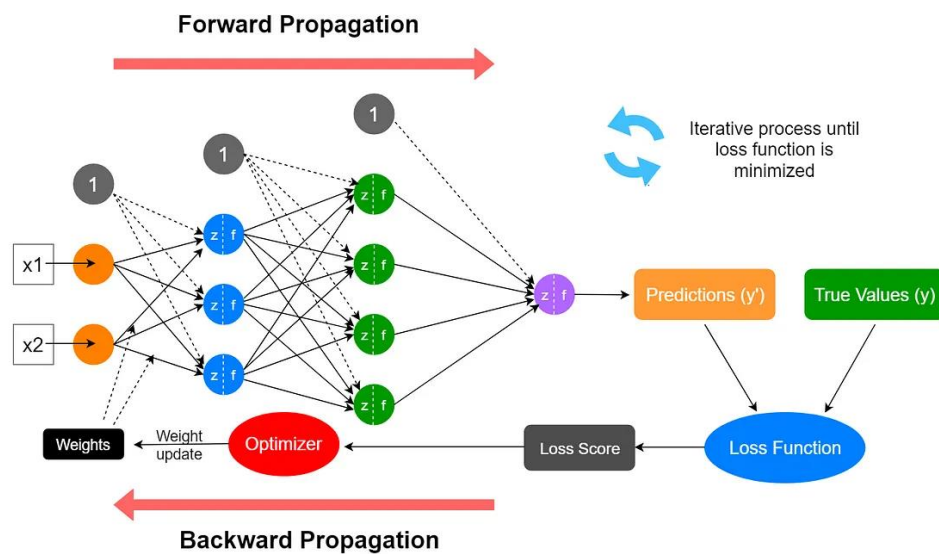 Forward Propagation
1
1
1
Iterative process until
loss function is
minimized
z f
z f
x1
z f
z f
z f
z f
Predictions (y')
True Values (y)
x2
z f
z f
z f
Weights
Weight
update
Optimizer
Loss Score
Loss Function
Backward Propagation